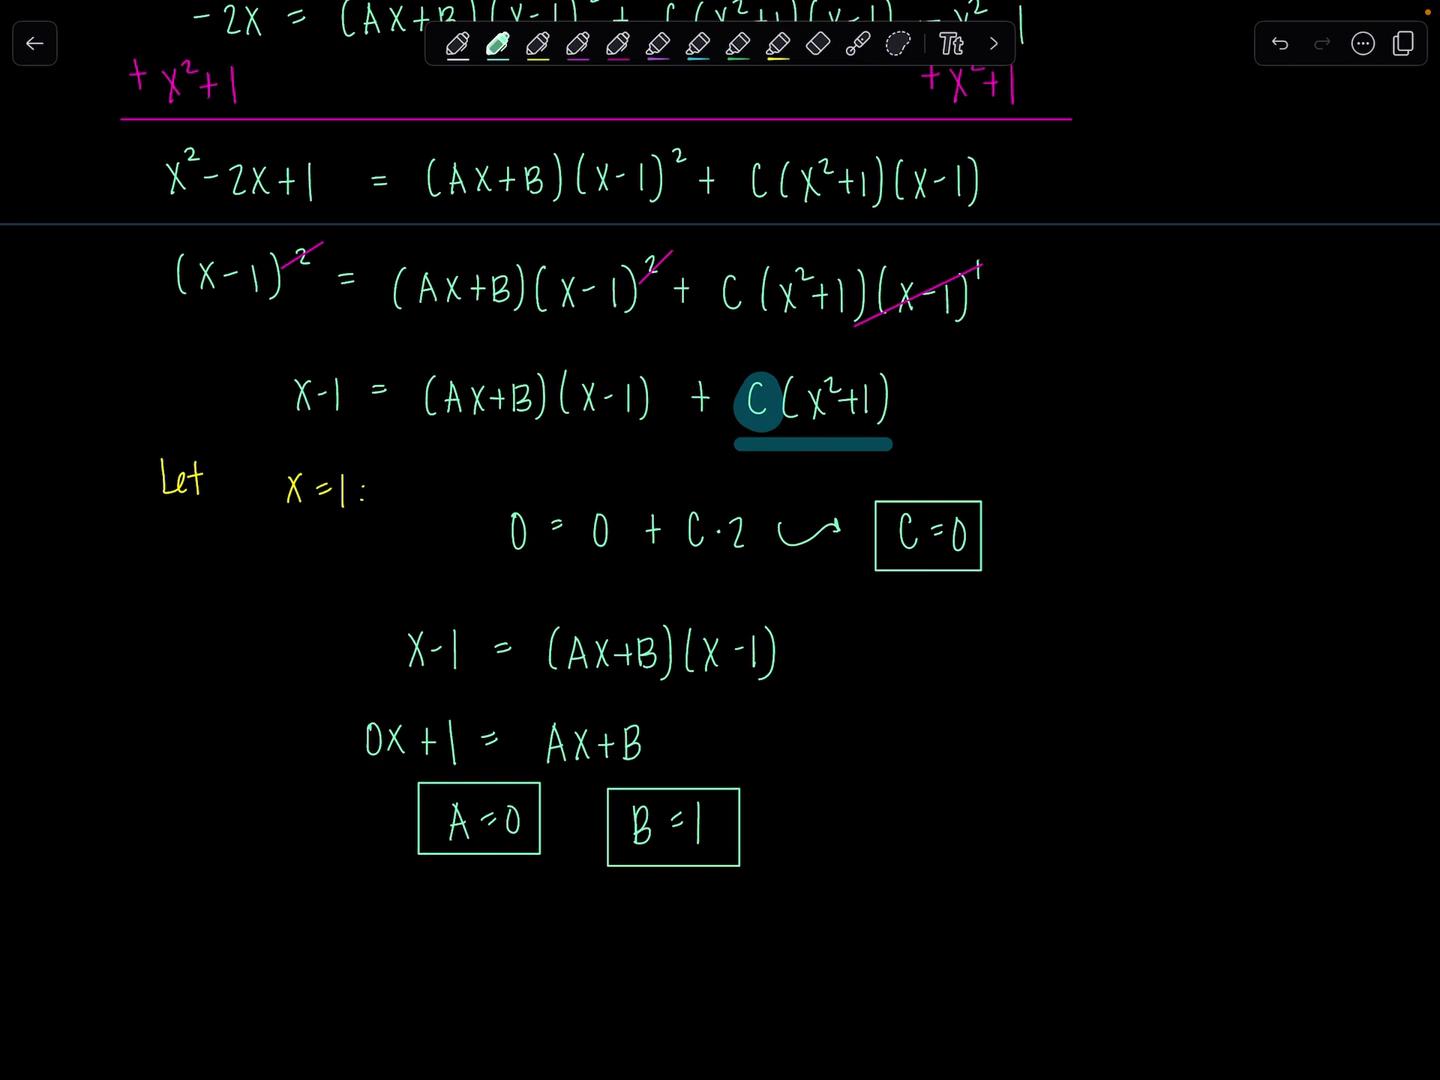 -2x = (Ax+B)(x-1)² + C(x²+1)(x-1) - x² - 1
Tt
+ x²+1 + x²+1
x²-2x+1 = (Ax+B)(x-1)² + C(x²+1)(x-1)
(x-1)² = (Ax+B)(x-1)² + C(x²+1)(x-1)¹
x-1 = (Ax+B)(x-1) + C(x²+1)
Let x=1:
0 = 0 + C·2 → C=0
x-1 = (Ax+B)(x-1)
0x+1 = Ax+B
A=0 B=1